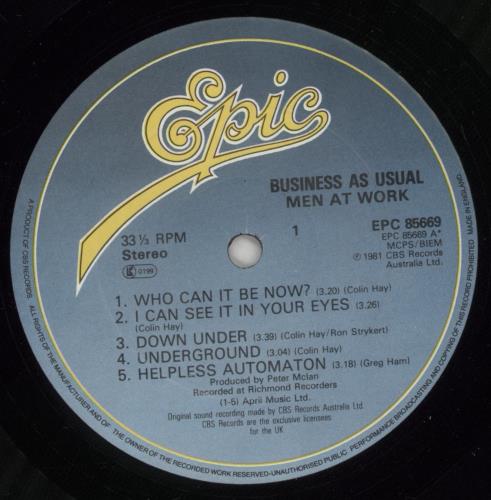 Epic
BUSINESS AS USUAL
MEN AT WORK
33⅓ RPM
Stereo
LC 0199
1
EPC 85669
EPC 85669 A*
MCPS/BIEM
℗ 1981 CBS Records
Australia Ltd.
1. WHO CAN IT BE NOW? (3.20) (Colin Hay)
2. I CAN SEE IT IN YOUR EYES (3.26)
(Colin Hay)
3. DOWN UNDER (3.39) (Colin Hay/Ron Strykert)
4. UNDERGROUND (3.04) (Colin Hay)
5. HELPLESS AUTOMATON (3.18) (Greg Ham)
Produced by Peter Mclan
Recorded at Richmond Recorders
(1-5) April Music Ltd.
Original sound recording made by CBS Records Australia Ltd.
CBS Records are the exclusive licensees
for the UK
A PRODUCT OF CBS RECORDS. ALL RIGHTS OF THE MANUFACTURER AND OF THE OWNER OF THE RECORDED WORK RESERVED-UNAUTHORISED PUBLIC PERFORMANCE BROADCASTING AND COPYING OF THIS RECORD PROHIBITED MADE IN ENGLAND.